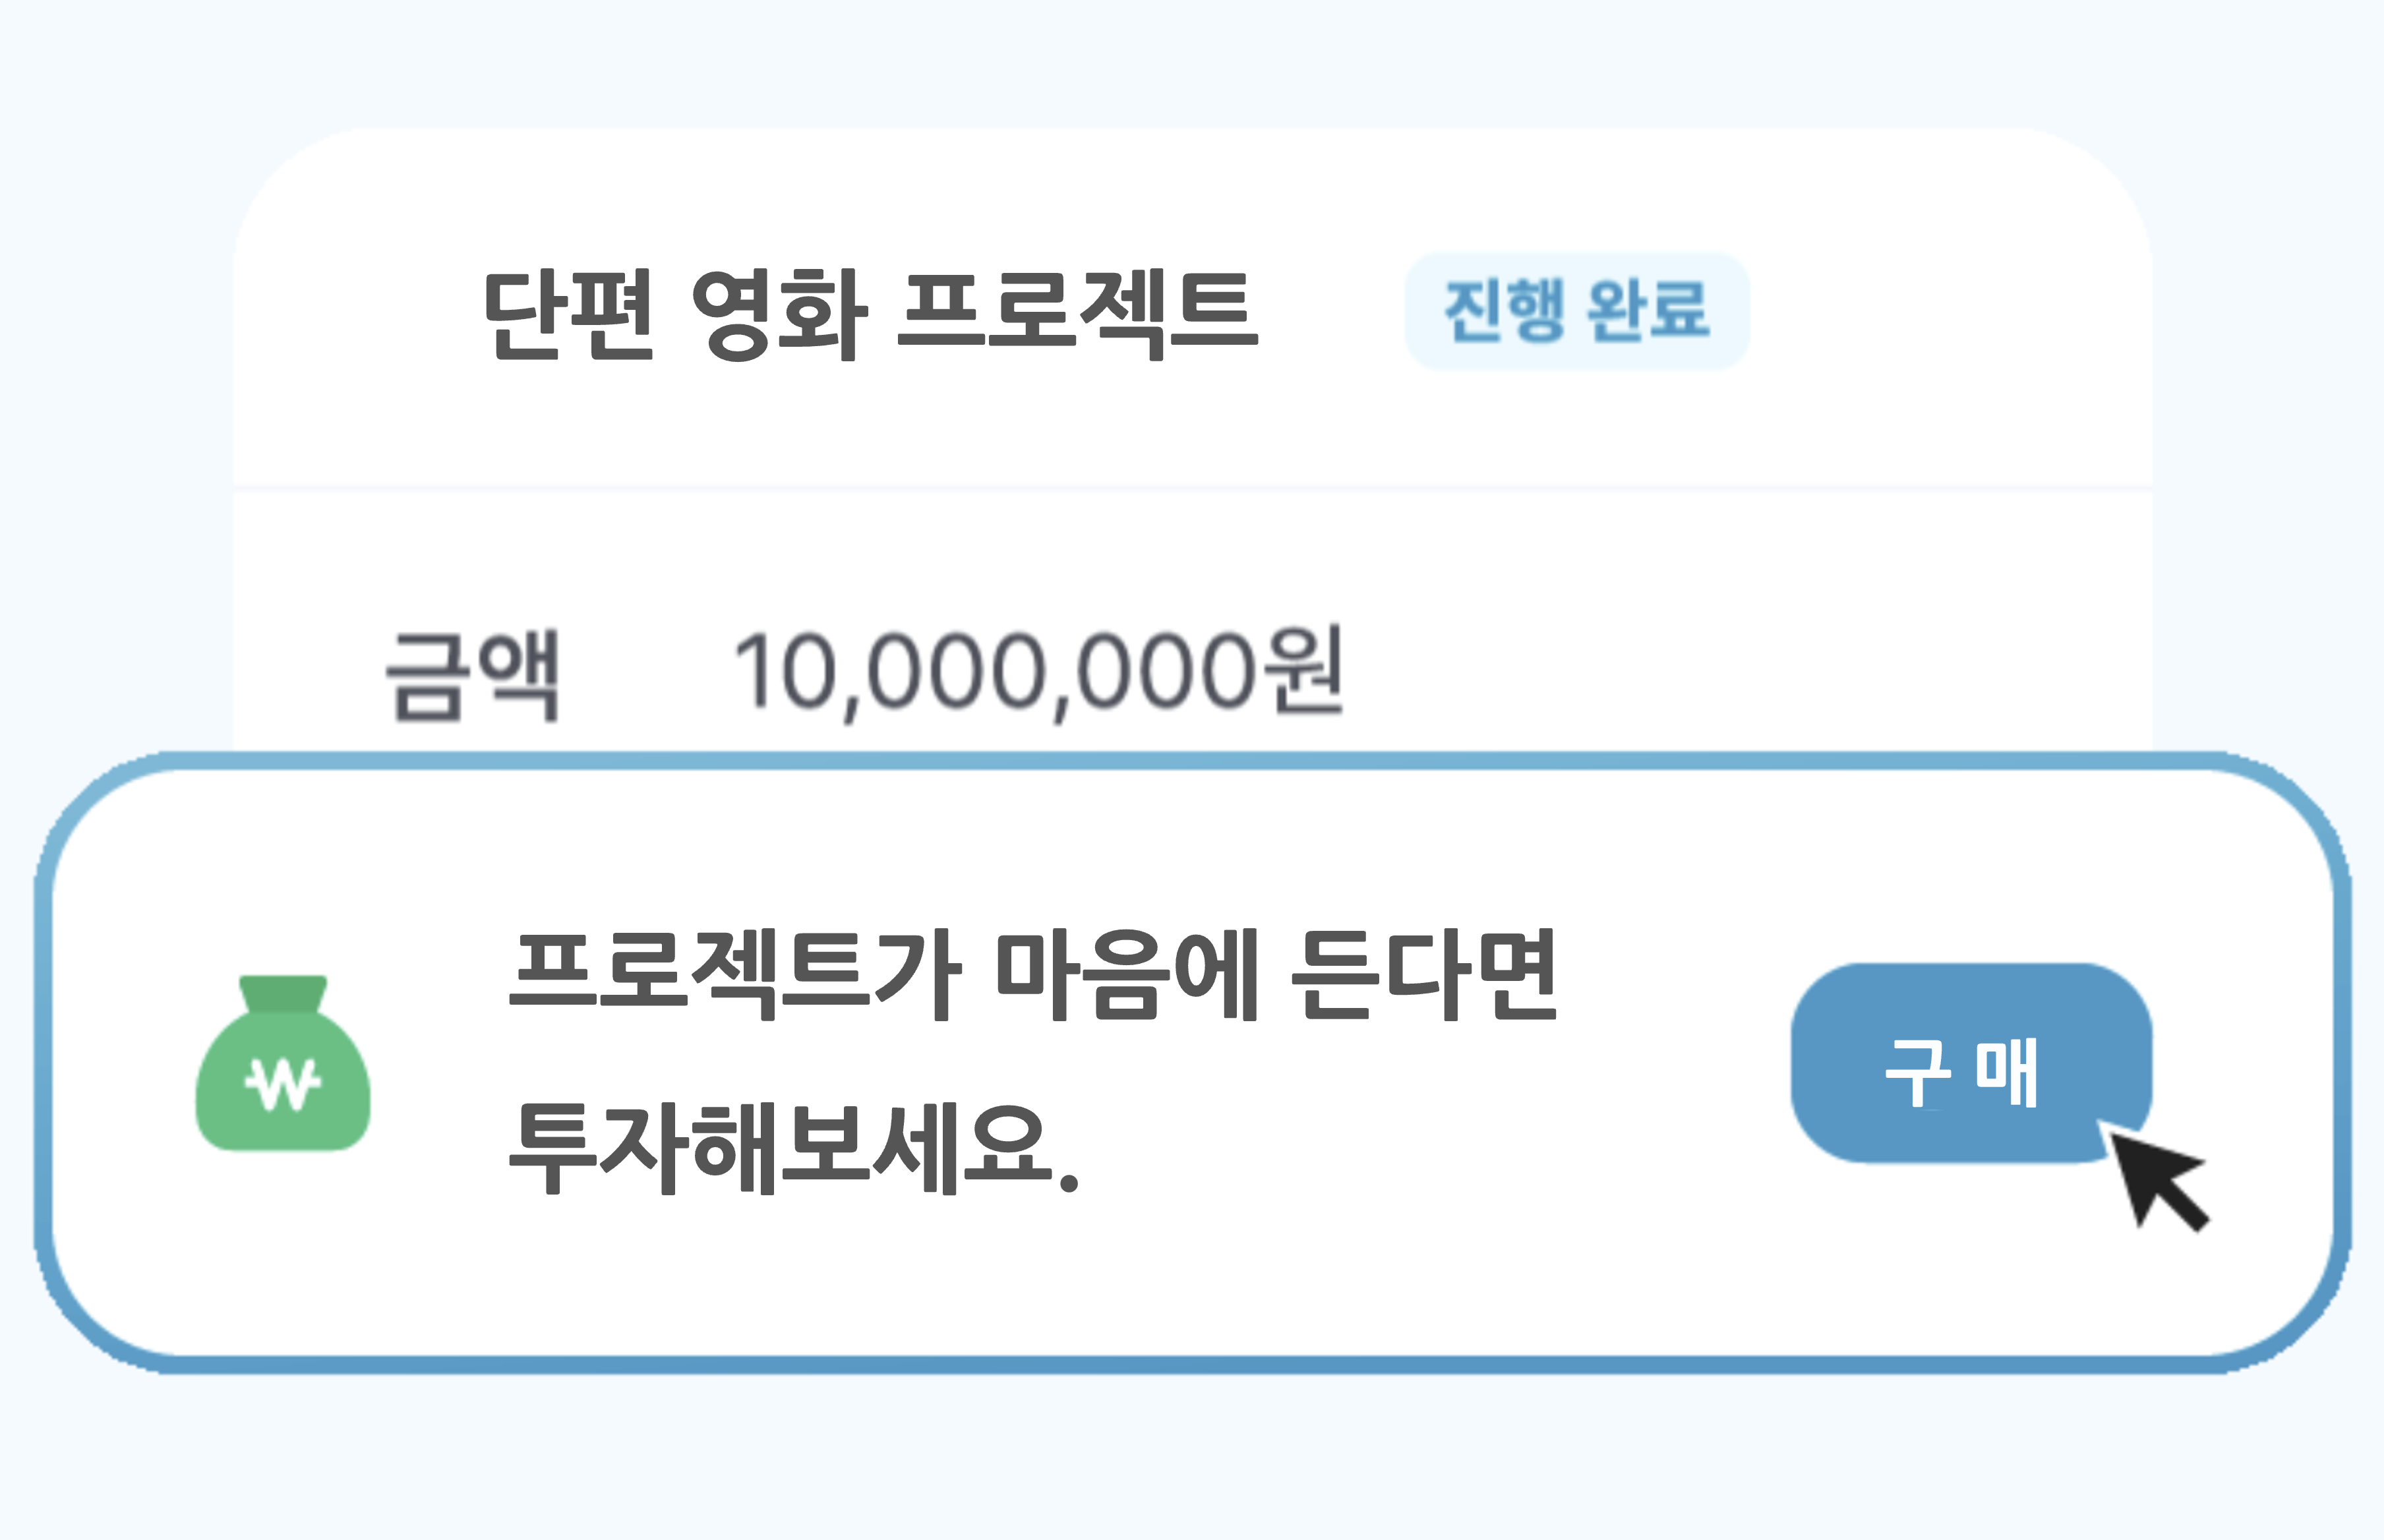 단편 영화 프로젝트 진행 완료
금액 10,000,000원
프로젝트가 마음에 든다면
투자해보세요.
₩
구매